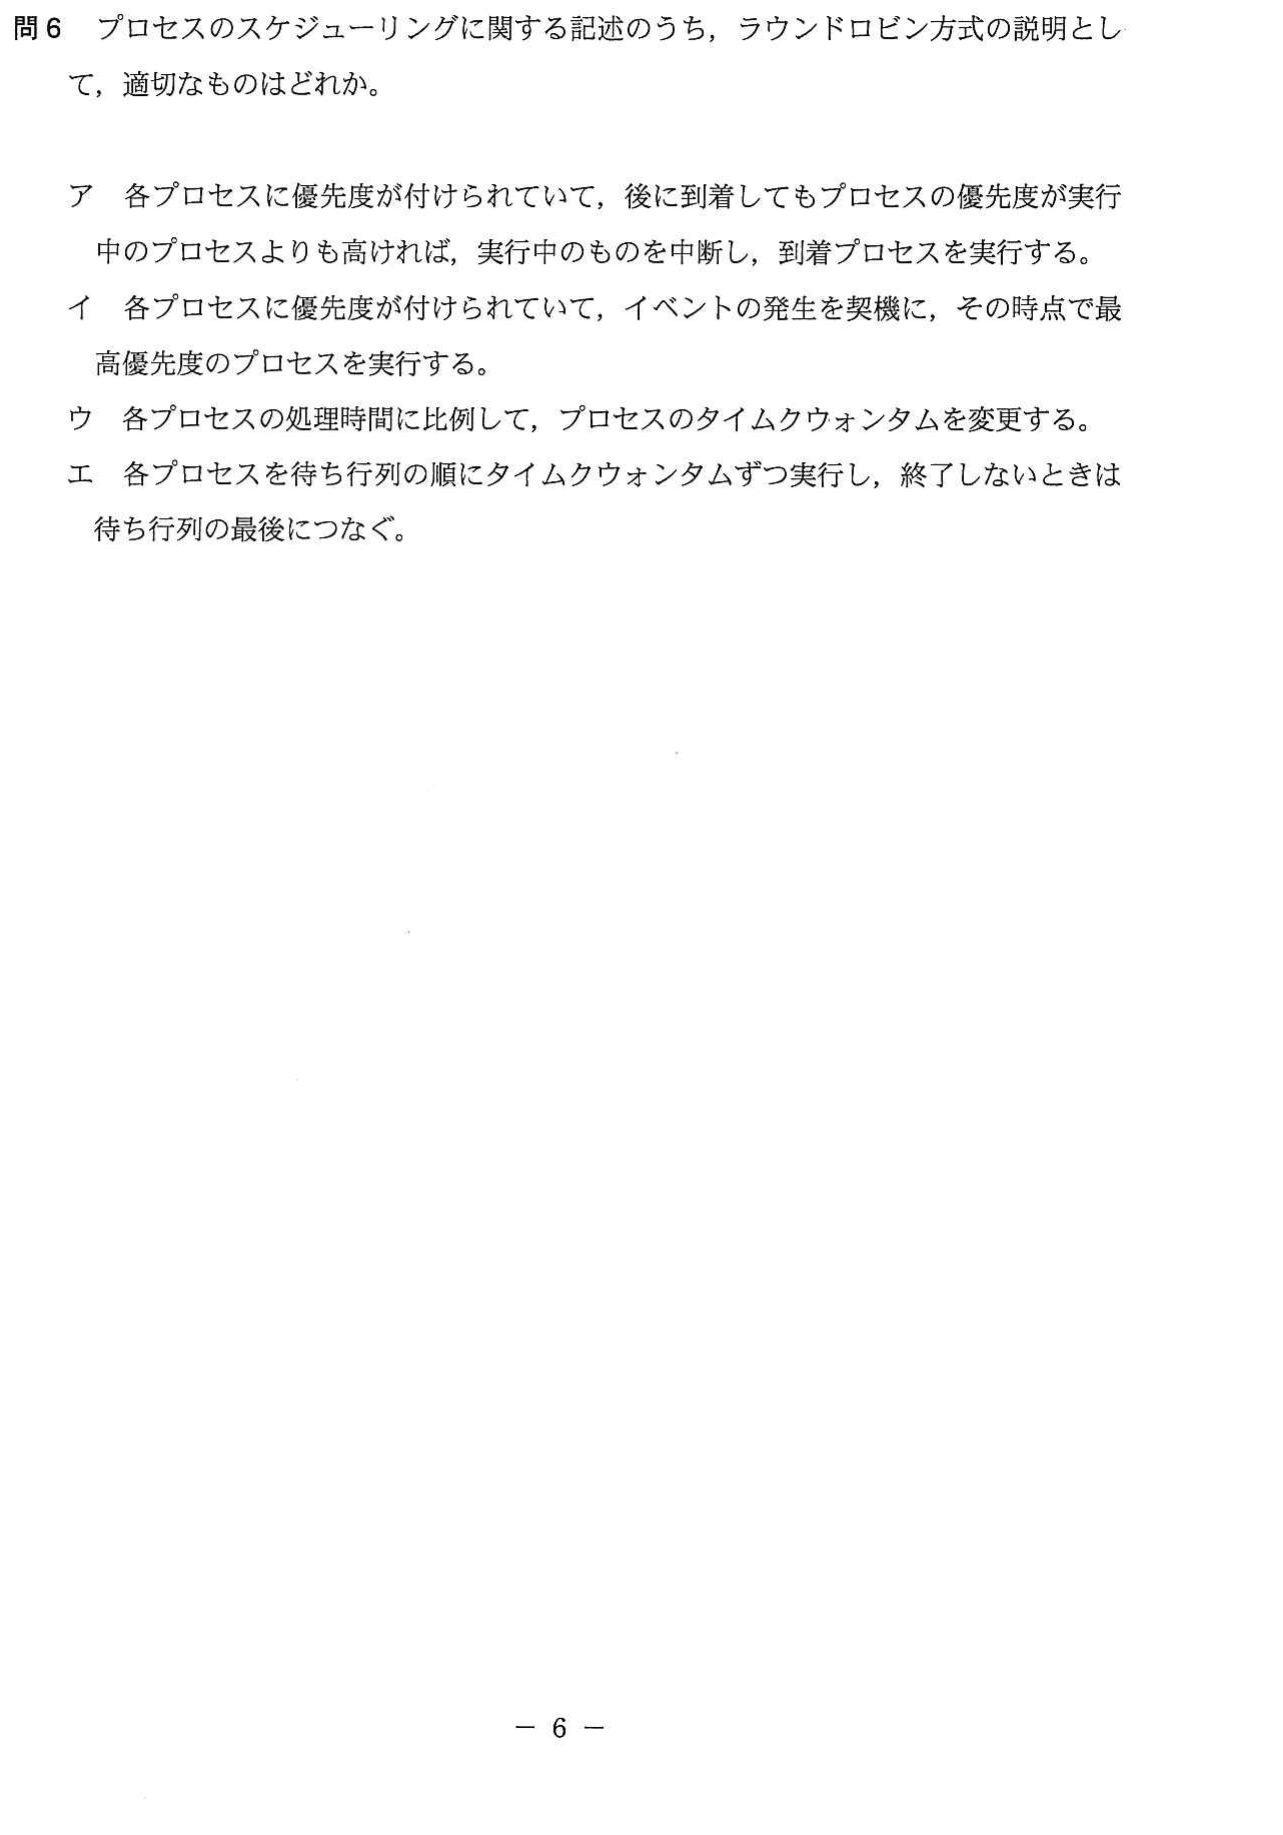 問6　プロセスのスケジューリングに関する記述のうち，ラウンドロビン方式の説明とし
て，適切なものはどれか。
ア　各プロセスに優先度が付けられていて，後に到着してもプロセスの優先度が実行
中のプロセスよりも高ければ，実行中のものを中断し，到着プロセスを実行する。
イ　各プロセスに優先度が付けられていて，イベントの発生を契機に，その時点で最
高優先度のプロセスを実行する。
ウ　各プロセスの処理時間に比例して，プロセスのタイムクウォンタムを変更する。
エ　各プロセスを待ち行列の順にタイムクウォンタムずつ実行し，終了しないときは
待ち行列の最後につなぐ。
－ 6 －